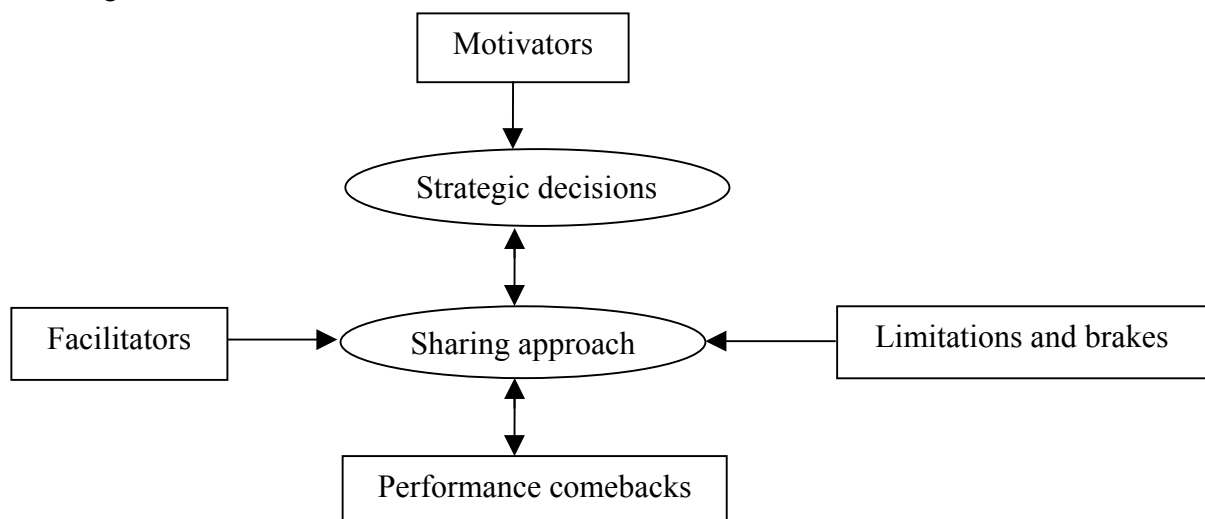 Motivators
Strategic decisions
Facilitators
Sharing approach
Limitations and brakes
Performance comebacks